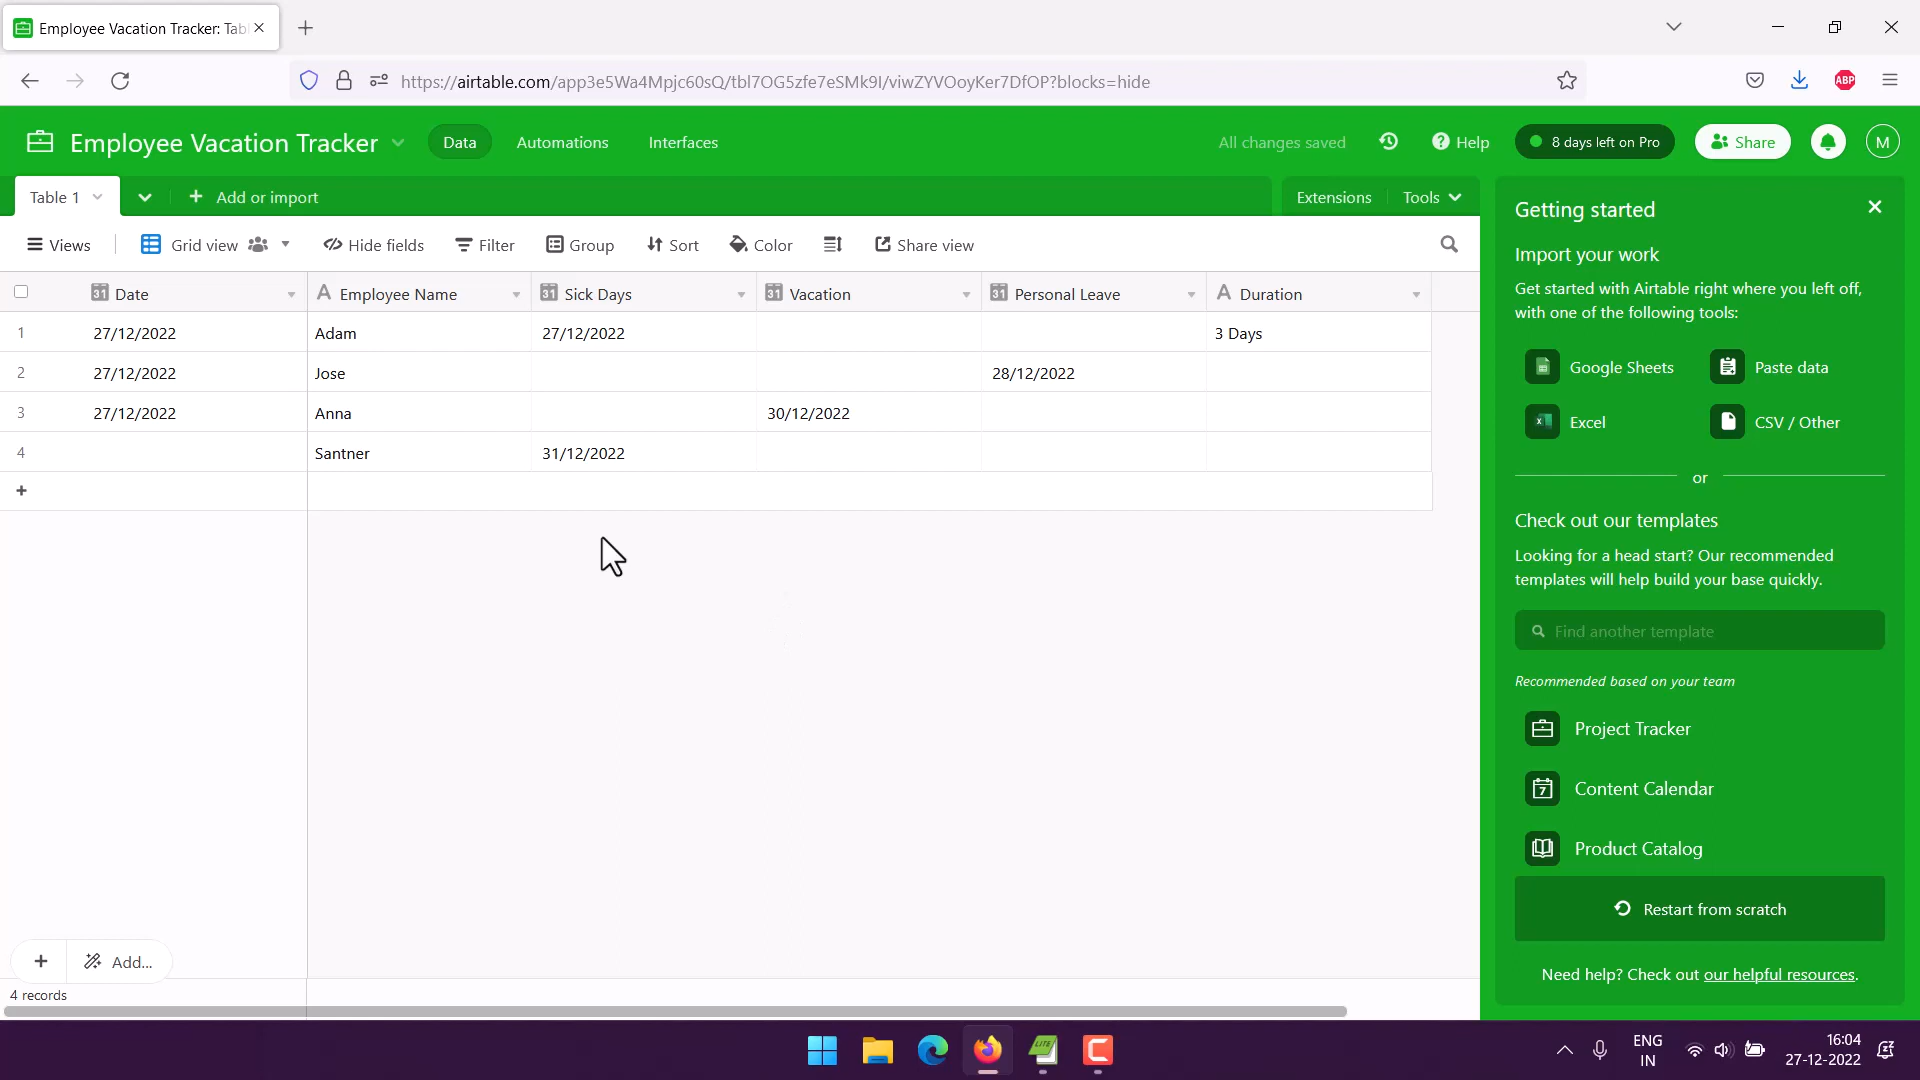 Employee Vacation Tracker: Tabl
https://airtable.com/app3e5Wa4Mpjc60sQ/tbl7OG5zfe7eSMk9I/viwZYVOoyKer7DfOP?blocks=hide
ABP
Employee Vacation Tracker
Data
Automations
Interfaces
All changes saved
Help
8 days left on Pro
Share
M
Table 1
Add or import
Extensions
Tools
Views
Grid view
Hide fields
Filter
Group
Sort
Color
Share view
Date Employee Name Sick Days Vacation Personal Leave Duration
1 27/12/2022 Adam 27/12/2022 3 Days
2 27/12/2022 Jose 28/12/2022
3 27/12/2022 Anna 30/12/2022
4 Santner 31/12/2022
Add...
4 records
Getting started
Import your work
Get started with Airtable right where you left off,
with one of the following tools:
Google Sheets
Paste data
Excel
CSV / Other
or
Check out our templates
Looking for a head start? Our recommended
templates will help build your base quickly.
Find another template
Recommended based on your team
Project Tracker
Content Calendar
Product Catalog
Restart from scratch
Need help? Check out our helpful resources.
LITE
ENG
IN
16:04
27-12-2022